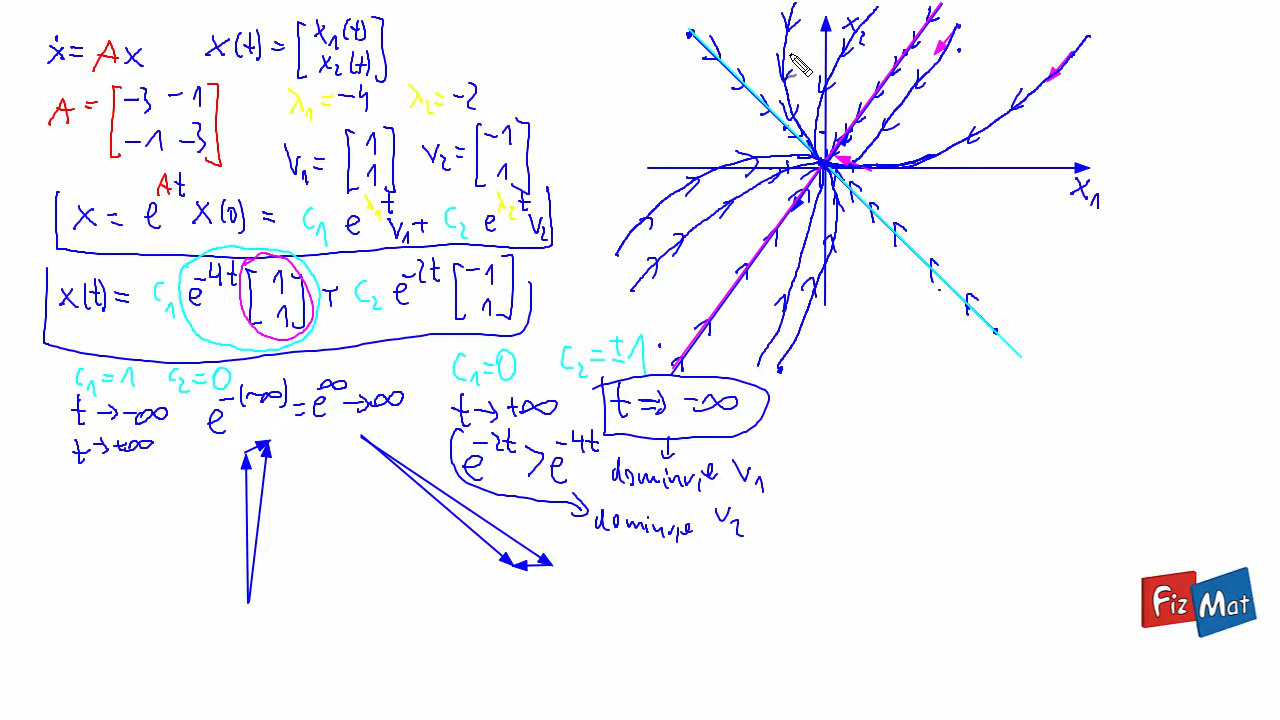 ẋ = Ax   X(t) = [x₁(t) x₂(t)]
A = [-3 -1 -1 -3]
λ₁ = -4   λ₂ = -2
V₁ = [1 1]   V₂ = [-1 1]
X = e^{At} X(0) = C₁ e^{λ₁t} V₁ + C₂ e^{λ₂t} V₂
X(t) = C₁ e^{-4t} [1 1] + C₂ e^{-2t} [-1 1]
C₁=1   C₂=0
t → -∞   e^{-(-∞)} = e^{∞} → ∞
t → +∞
C₁=0   C₂=±1
t → +∞
e^{-2t} > e^{-4t}
t ⇒ -∞
dominuje V₁
dominuje V₂
x₂
x₁
Fiz Mat